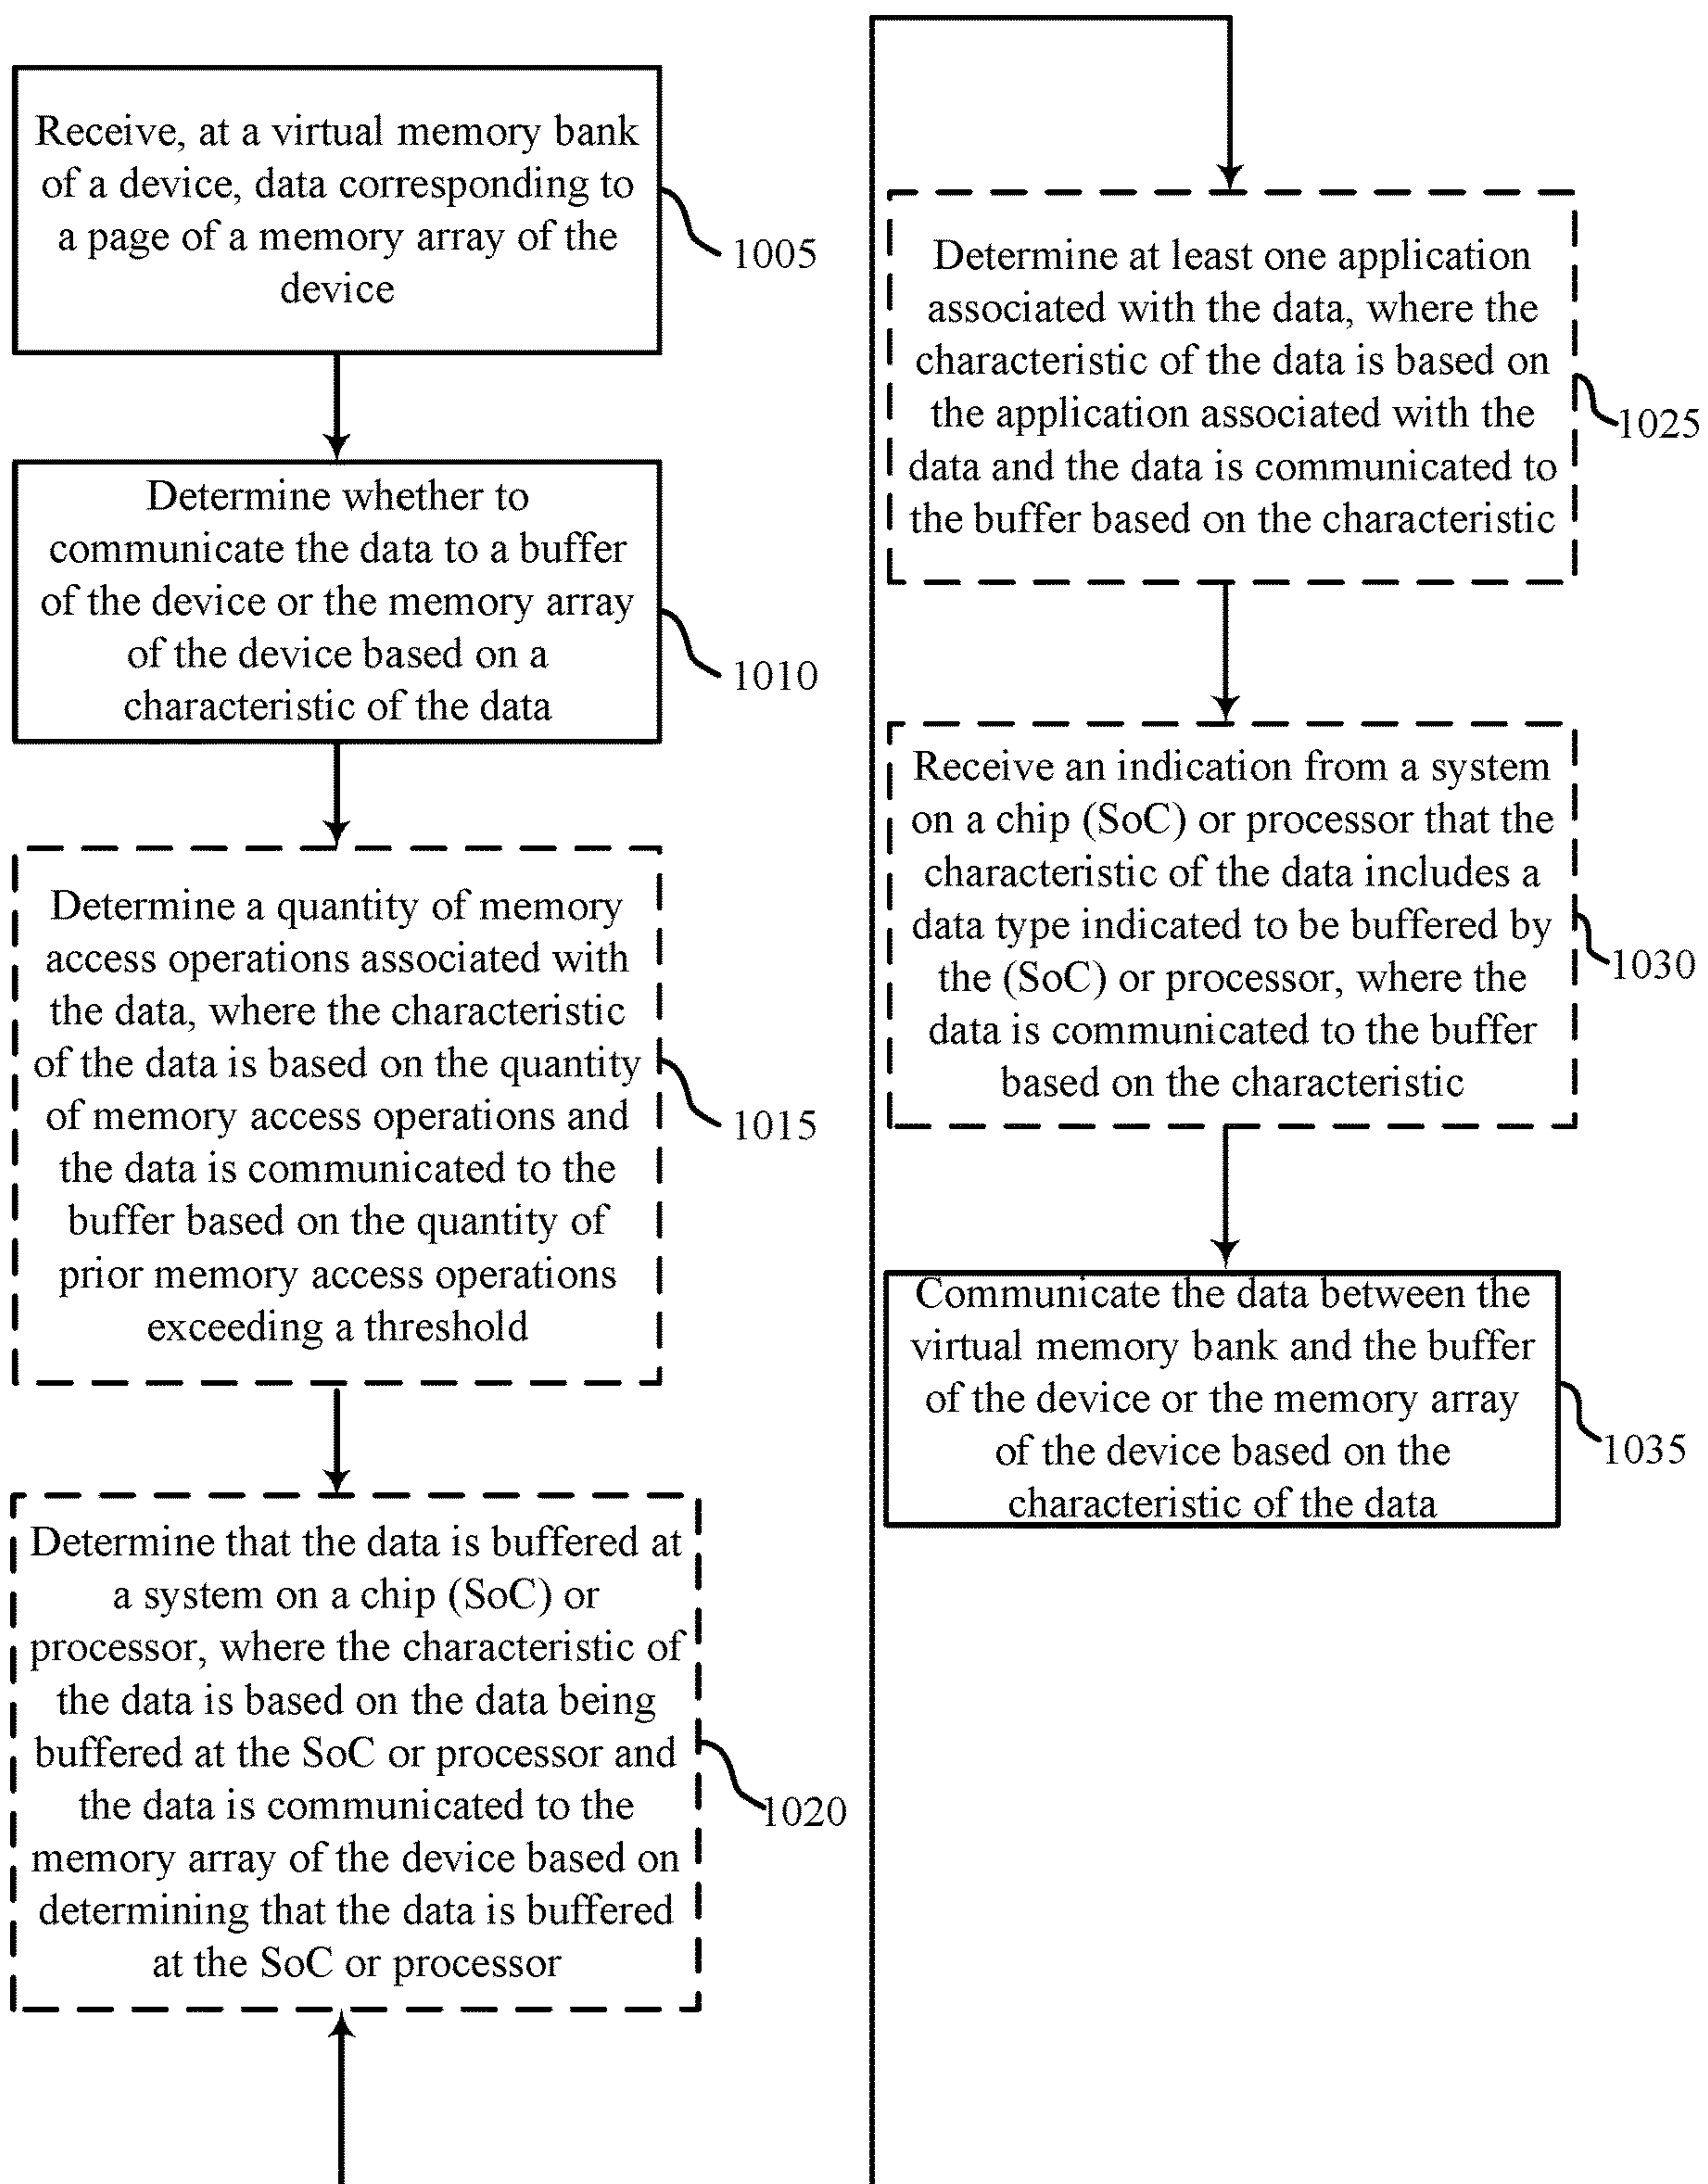 Receive, at a virtual memory bank
of a device, data corresponding to
a page of a memory array of the
device
1005
Determine whether to
communicate the data to a buffer
of the device or the memory array
of the device based on a
characteristic of the data
1010
Determine a quantity of memory
access operations associated with
the data, where the characteristic
of the data is based on the quantity
of memory access operations and
the data is communicated to the
buffer based on the quantity of
prior memory access operations
exceeding a threshold
1015
Determine that the data is buffered at
a system on a chip (SoC) or
processor, where the characteristic of
the data is based on the data being
buffered at the SoC or processor and
the data is communicated to the
memory array of the device based on
determining that the data is buffered
at the SoC or processor
1020
Determine at least one application
associated with the data, where the
characteristic of the data is based on
the application associated with the
data and the data is communicated to
the buffer based on the characteristic
1025
Receive an indication from a system
on a chip (SoC) or processor that the
characteristic of the data includes a
data type indicated to be buffered by
the (SoC) or processor, where the
data is communicated to the buffer
based on the characteristic
1030
Communicate the data between the
virtual memory bank and the buffer
of the device or the memory array
of the device based on the
characteristic of the data
1035